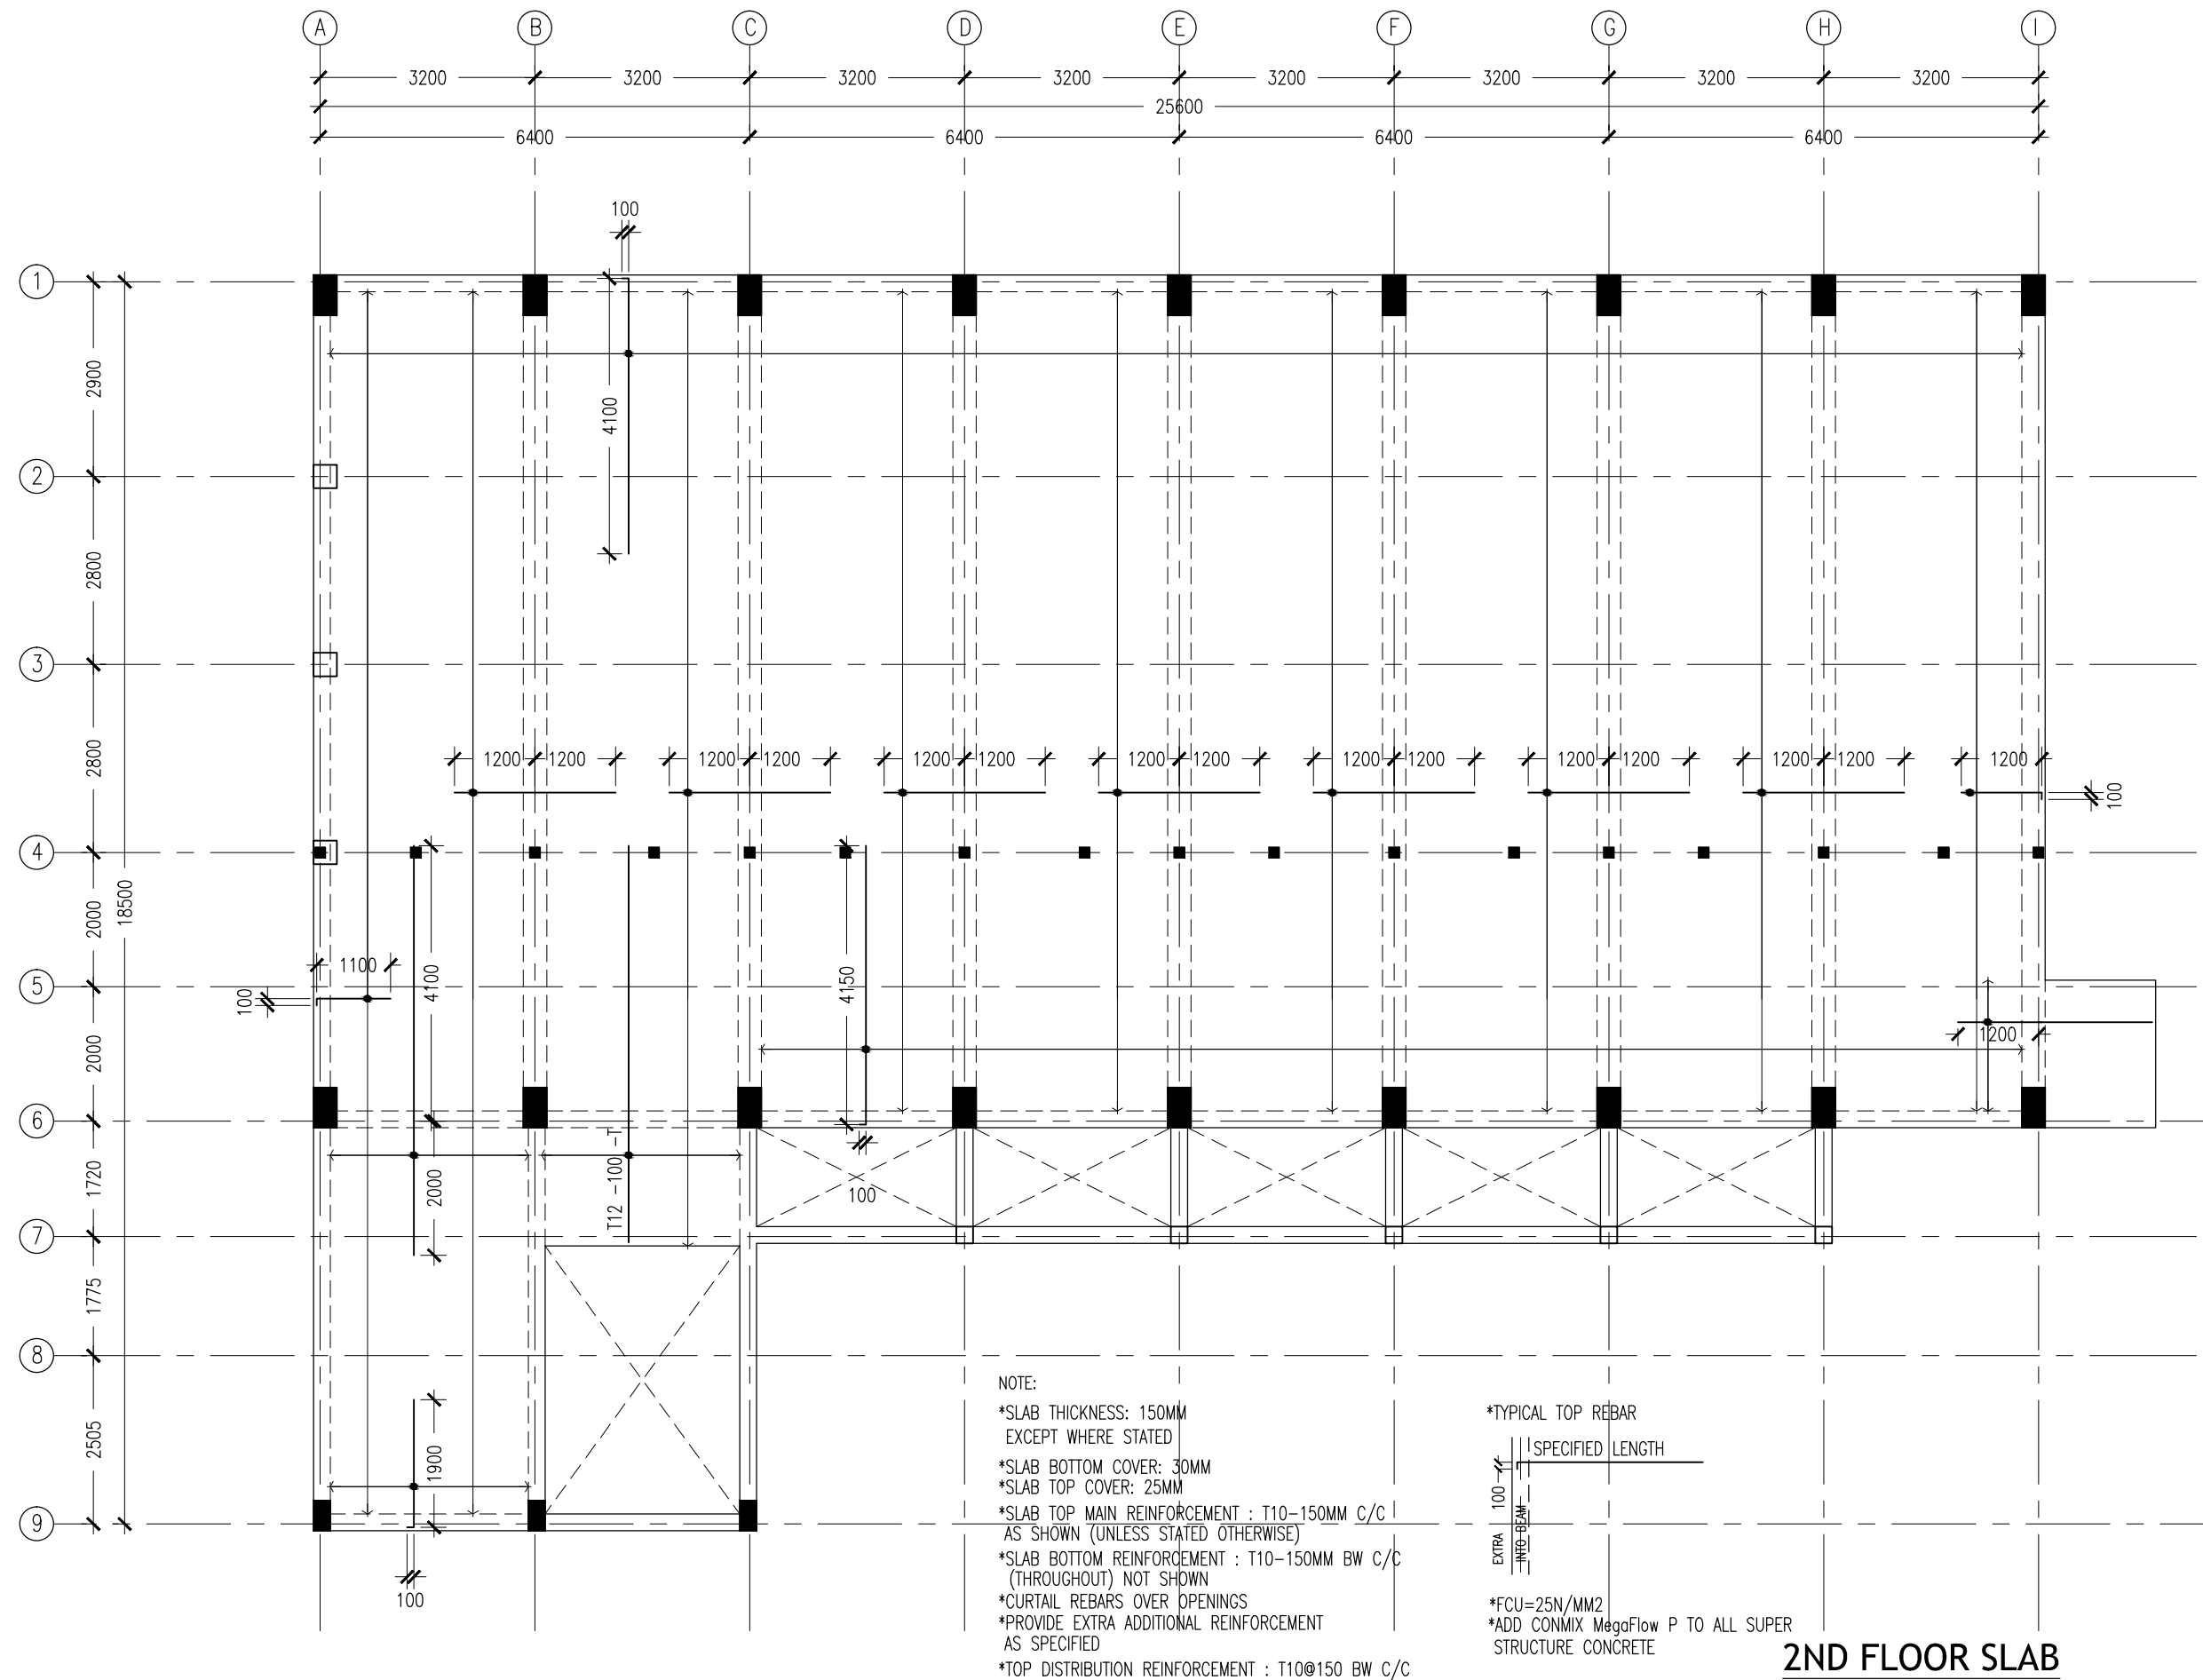 A B C D E F G H I
3200 3200 3200 3200 3200 3200 3200 3200
25600
6400 6400 6400 6400
100
1
2900
4100
2
2800
3
2800
1200 1200 1200 1200 1200 1200 1200 1200 1200 1200 1200 1200 1200 1200 1200
100
4
2000
18500
1100
100
4100
4150
5
2000
1200
6
1720
2000
T12 -100 -T
100
7
1775
8
2505
1900
9
100
NOTE:
*SLAB THICKNESS: 150MM
EXCEPT WHERE STATED
*SLAB BOTTOM COVER: 30MM
*SLAB TOP COVER: 25MM
*SLAB TOP MAIN REINFORCEMENT : T10-150MM C/C
AS SHOWN (UNLESS STATED OTHERWISE)
*SLAB BOTTOM REINFORCEMENT : T10-150MM BW C/C
(THROUGHOUT) NOT SHOWN
*CURTAIL REBARS OVER OPENINGS
*PROVIDE EXTRA ADDITIONAL REINFORCEMENT
AS SPECIFIED
*TOP DISTRIBUTION REINFORCEMENT : T10@150 BW C/C
*TYPICAL TOP REBAR
SPECIFIED LENGTH
EXTRA 100
INTO BEAM
*FCU=25N/MM2
*ADD CONMIX MegaFlow P TO ALL SUPER
STRUCTURE CONCRETE
2ND FLOOR SLAB